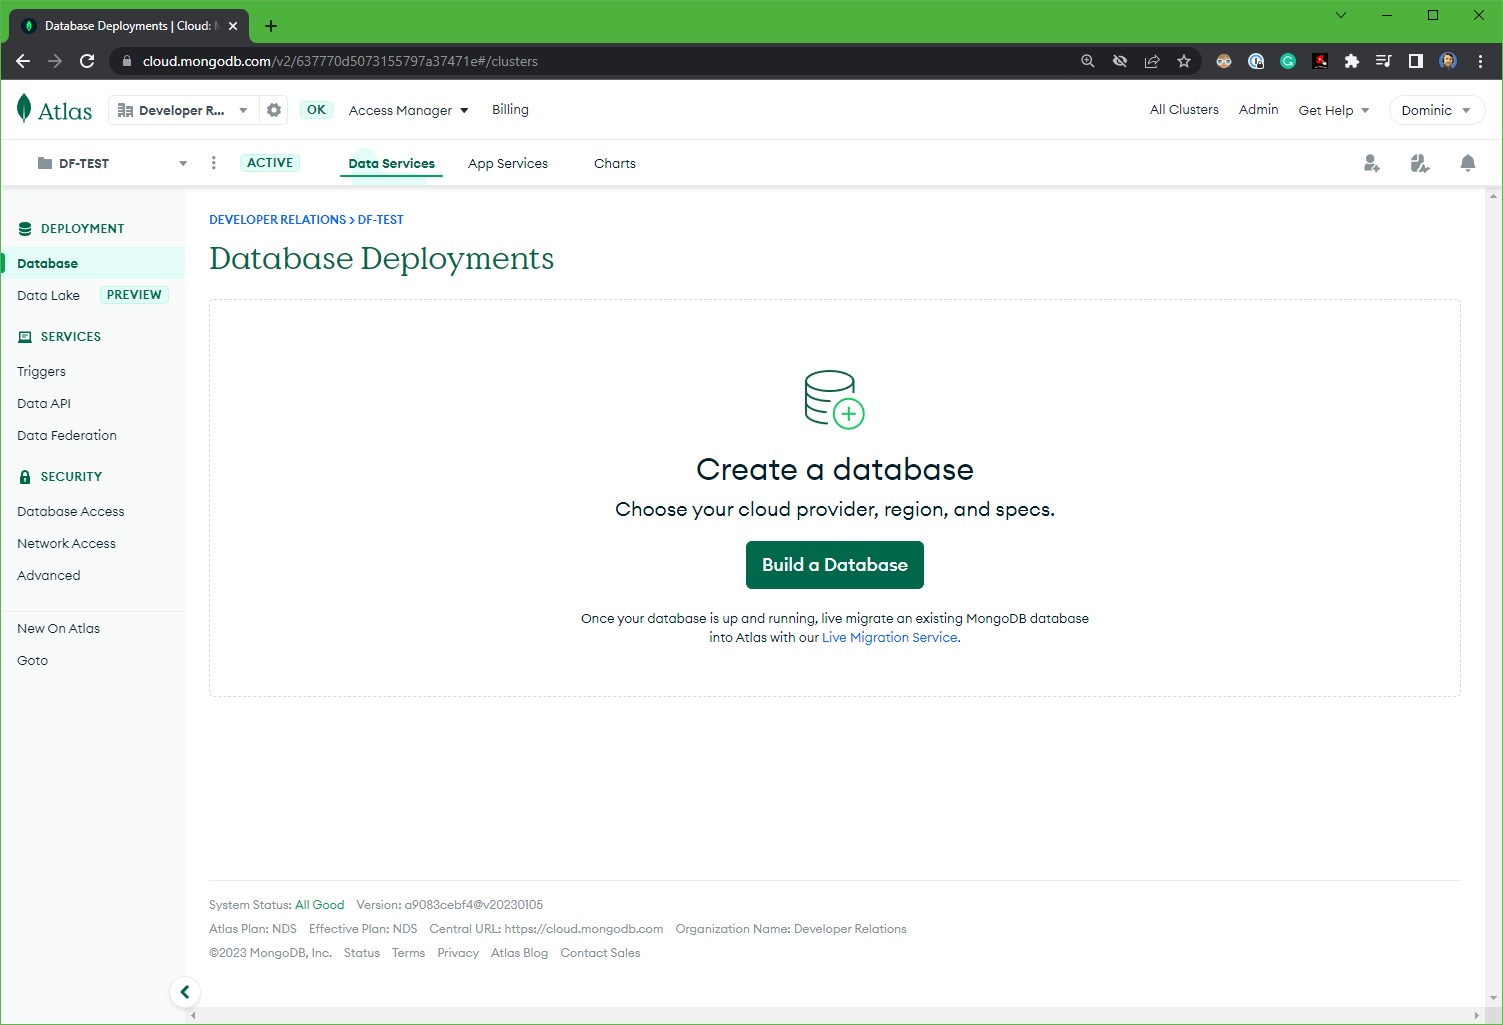 Database Deployments | Cloud: M
cloud.mongodb.com/v2/637770d5073155797a37471e#/clusters
Atlas
Developer R...
OK
Access Manager
Billing
All Clusters
Admin
Get Help
Dominic
DF-TEST
ACTIVE
Data Services
App Services
Charts
DEPLOYMENT
Database
Data Lake PREVIEW
SERVICES
Triggers
Data API
Data Federation
SECURITY
Database Access
Network Access
Advanced
New On Atlas
Goto
DEVELOPER RELATIONS > DF-TEST
Database Deployments
Create a database
Choose your cloud provider, region, and specs.
Build a Database
Once your database is up and running, live migrate an existing MongoDB database
into Atlas with our Live Migration Service.
System Status: All Good Version: a9083cebf4@v20230105
Atlas Plan: NDS Effective Plan: NDS Central URL: https://cloud.mongodb.com Organization Name: Developer Relations
©2023 MongoDB, Inc. Status Terms Privacy Atlas Blog Contact Sales